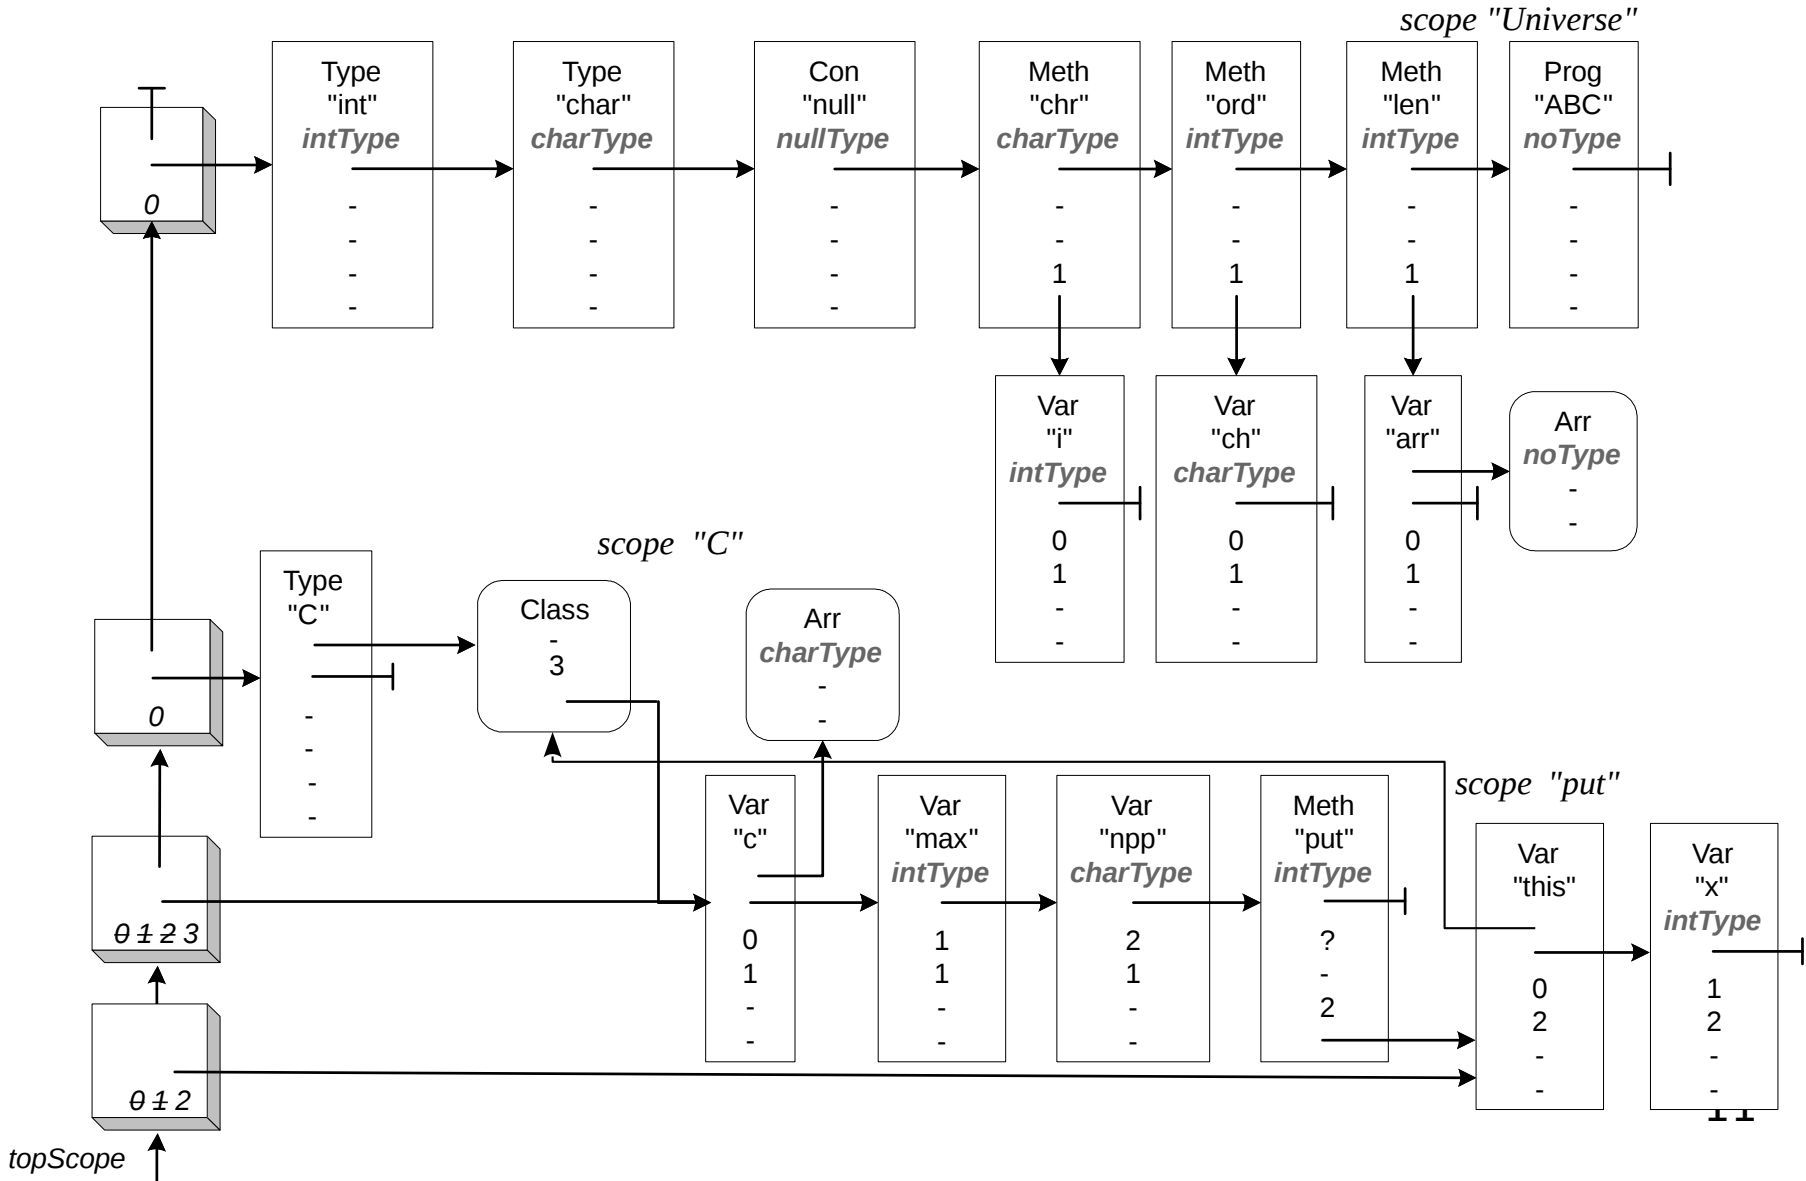 scope "Universe"
Type
"int"
intType
-
-
-
-
Type
"char"
charType
-
-
-
-
Con
"null"
nullType
-
-
-
-
Meth
"chr"
charType
-
-
1
Meth
"ord"
intType
-
-
1
Meth
"len"
intType
-
-
1
Prog
"ABC"
noType
-
-
-
-
0
Var
"i"
intType
0
1
-
-
Var
"ch"
charType
0
1
-
-
Var
"arr"
0
1
-
-
Arr
noType
-
-
scope "C"
0
Type
"C"
-
-
-
-
Class
-
3
Arr
charType
-
-
scope "put"
0 1 2 3
Var
"c"
0
1
-
-
Var
"max"
intType
1
1
-
-
Var
"npp"
charType
2
1
-
-
Meth
"put"
intType
?
-
2
Var
"this"
0
2
-
-
Var
"x"
intType
1
2
-
-
0 1 2
topScope